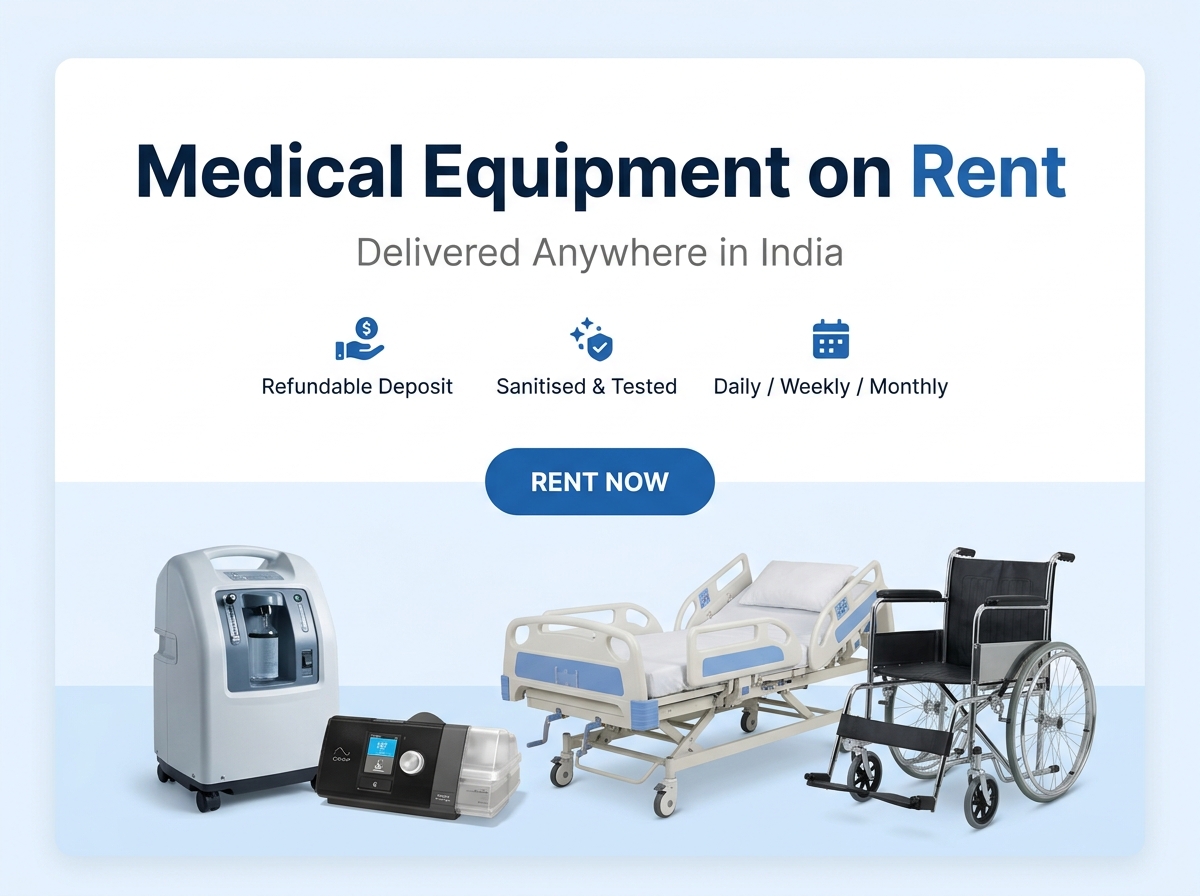 Medical Equipment on Rent
Delivered Anywhere in India
$
Refundable Deposit
Sanitised & Tested
Daily / Weekly / Monthly
RENT NOW